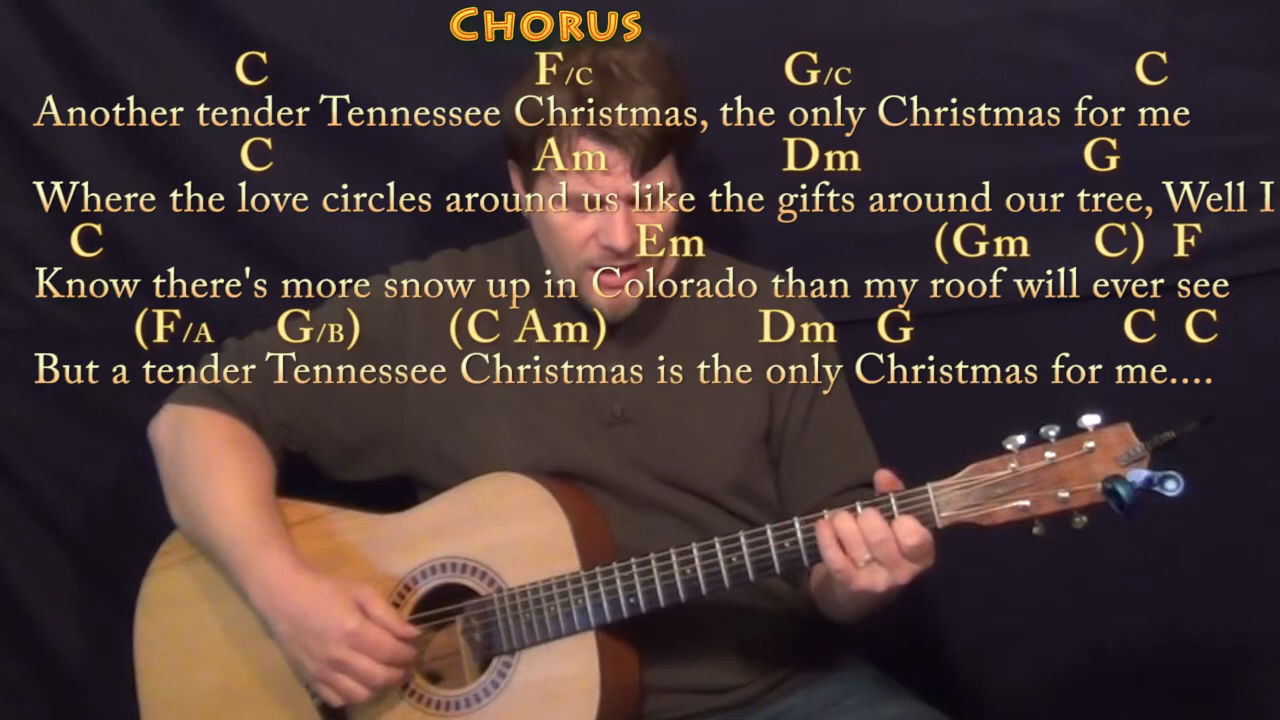 CHORUS
C F/C G/C C
Another tender Tennessee Christmas, the only Christmas for me
C Am Dm G
Where the love circles around us like the gifts around our tree, Well I
C Em (Gm C) F
Know there's more snow up in Colorado than my roof will ever see
(F/A G/B) (C Am) Dm G C C
But a tender Tennessee Christmas is the only Christmas for me....